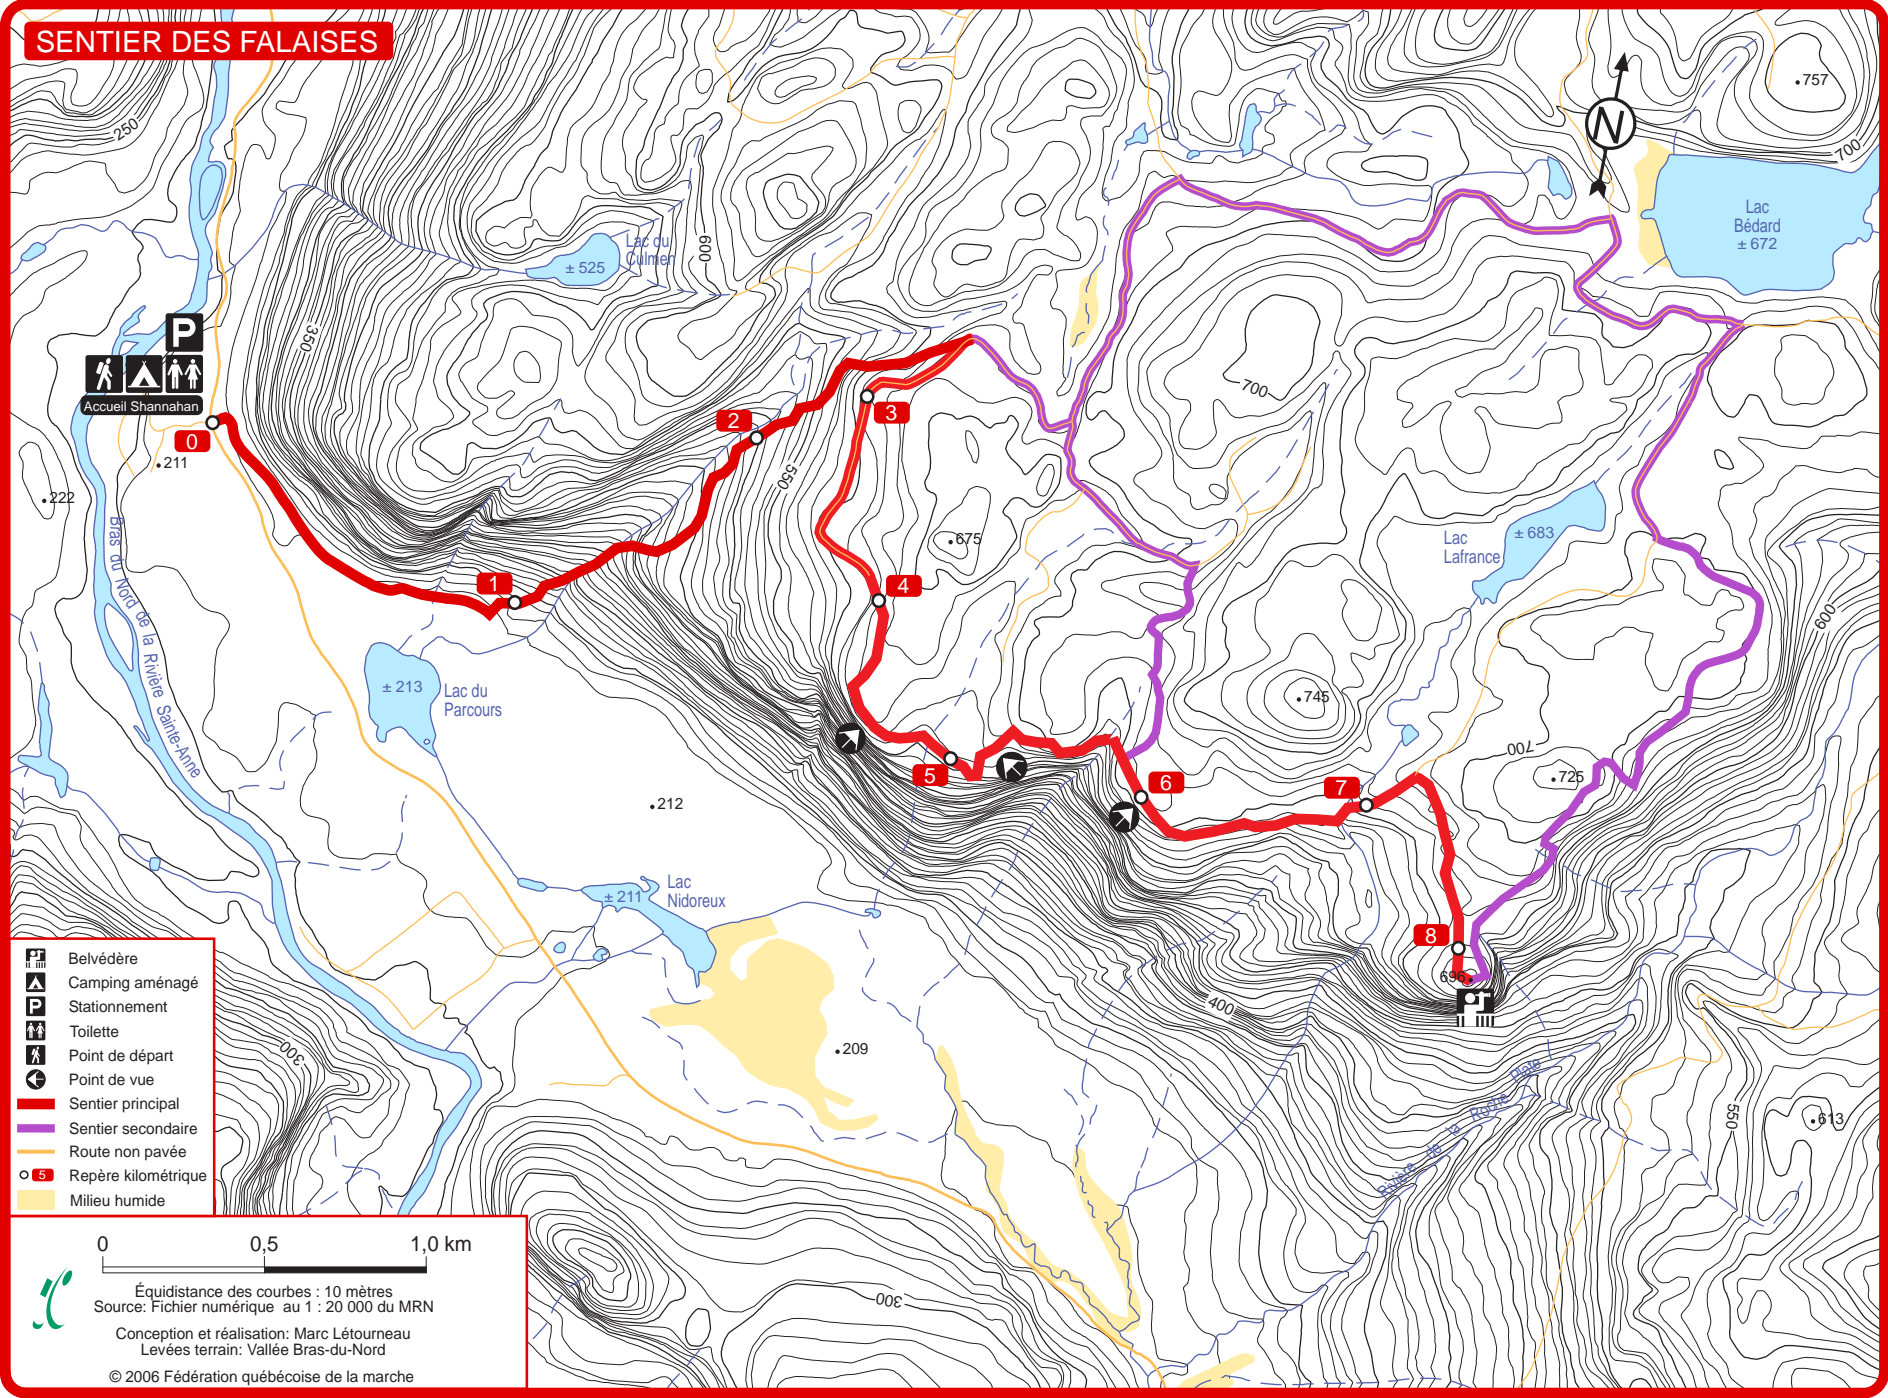 SENTIER DES FALAISES
250
757
700
Lac
Bédard
± 672
N
Lac du
Culmen
± 525
600
350
P
Accueil Shannahan
0
211
222
2
3
550
700
675
1
4
Lac
Lafrance
± 683
600
Bras du Nord de la Rivière Sainte-Anne
± 213
Lac du
Parcours
745
700
725
5
6
7
212
Lac
Nidoreux
± 211
8
696
400
209
300
Rivière de la Roche Plate
550
613
300
Belvédère
Camping aménagé
P Stationnement
Toilette
Point de départ
Point de vue
Sentier principal
Sentier secondaire
Route non pavée
5 Repère kilométrique
Milieu humide
0 0,5 1,0 km
Équidistance des courbes : 10 mètres
Source: Fichier numérique au 1 : 20 000 du MRN
Conception et réalisation: Marc Létourneau
Levées terrain: Vallée Bras-du-Nord
© 2006 Fédération québécoise de la marche